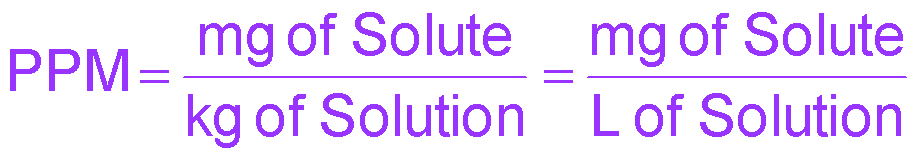 PPM = mg of Solute / kg of Solution = mg of Solute / L of Solution